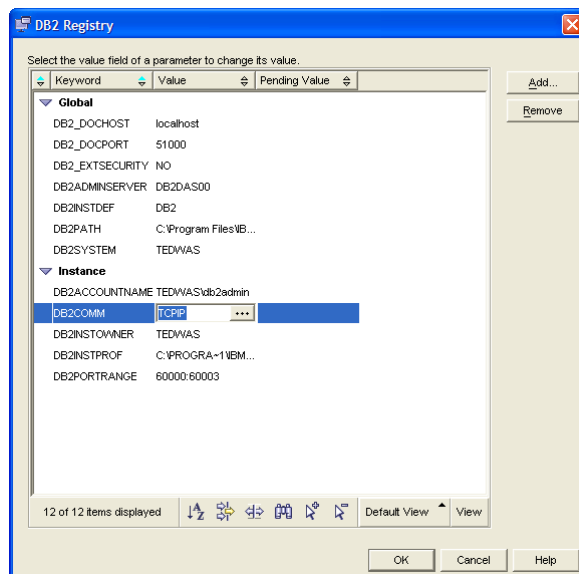 DB2 Registry
Select the value field of a parameter to change its value.
Keyword Value Pending Value
Global
DB2_DOCHOST localhost
DB2_DOCPORT 51000
DB2_EXTSECURITY NO
DB2ADMINSERVER DB2DAS00
DB2INSTDEF DB2
DB2PATH C:\Program Files\IB...
DB2SYSTEM TEDWAS
Instance
DB2ACCOUNTNAME TEDWAS\db2admin
DB2COMM TCPIP ...
DB2INSTOWNER TEDWAS
DB2INSTPROF C:\PROGRA~1\IBM...
DB2PORTRANGE 60000:60003
Add...
Remove
12 of 12 items displayed Default View View
OK Cancel Help